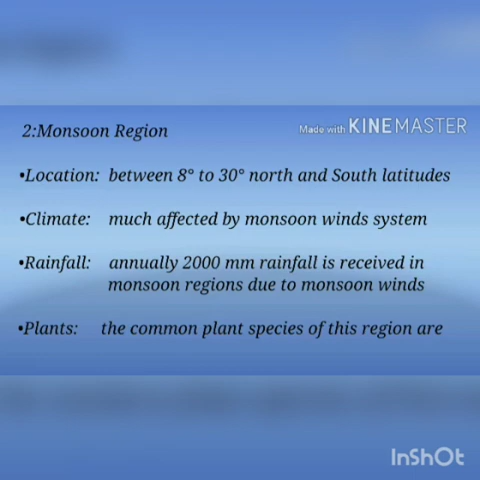 2:Monsoon Region
Made with KINEMASTER
•Location: between 8° to 30° north and South latitudes
•Climate: much affected by monsoon winds system
•Rainfall: annually 2000 mm rainfall is received in
monsoon regions due to monsoon winds
•Plants: the common plant species of this region are
InShOt